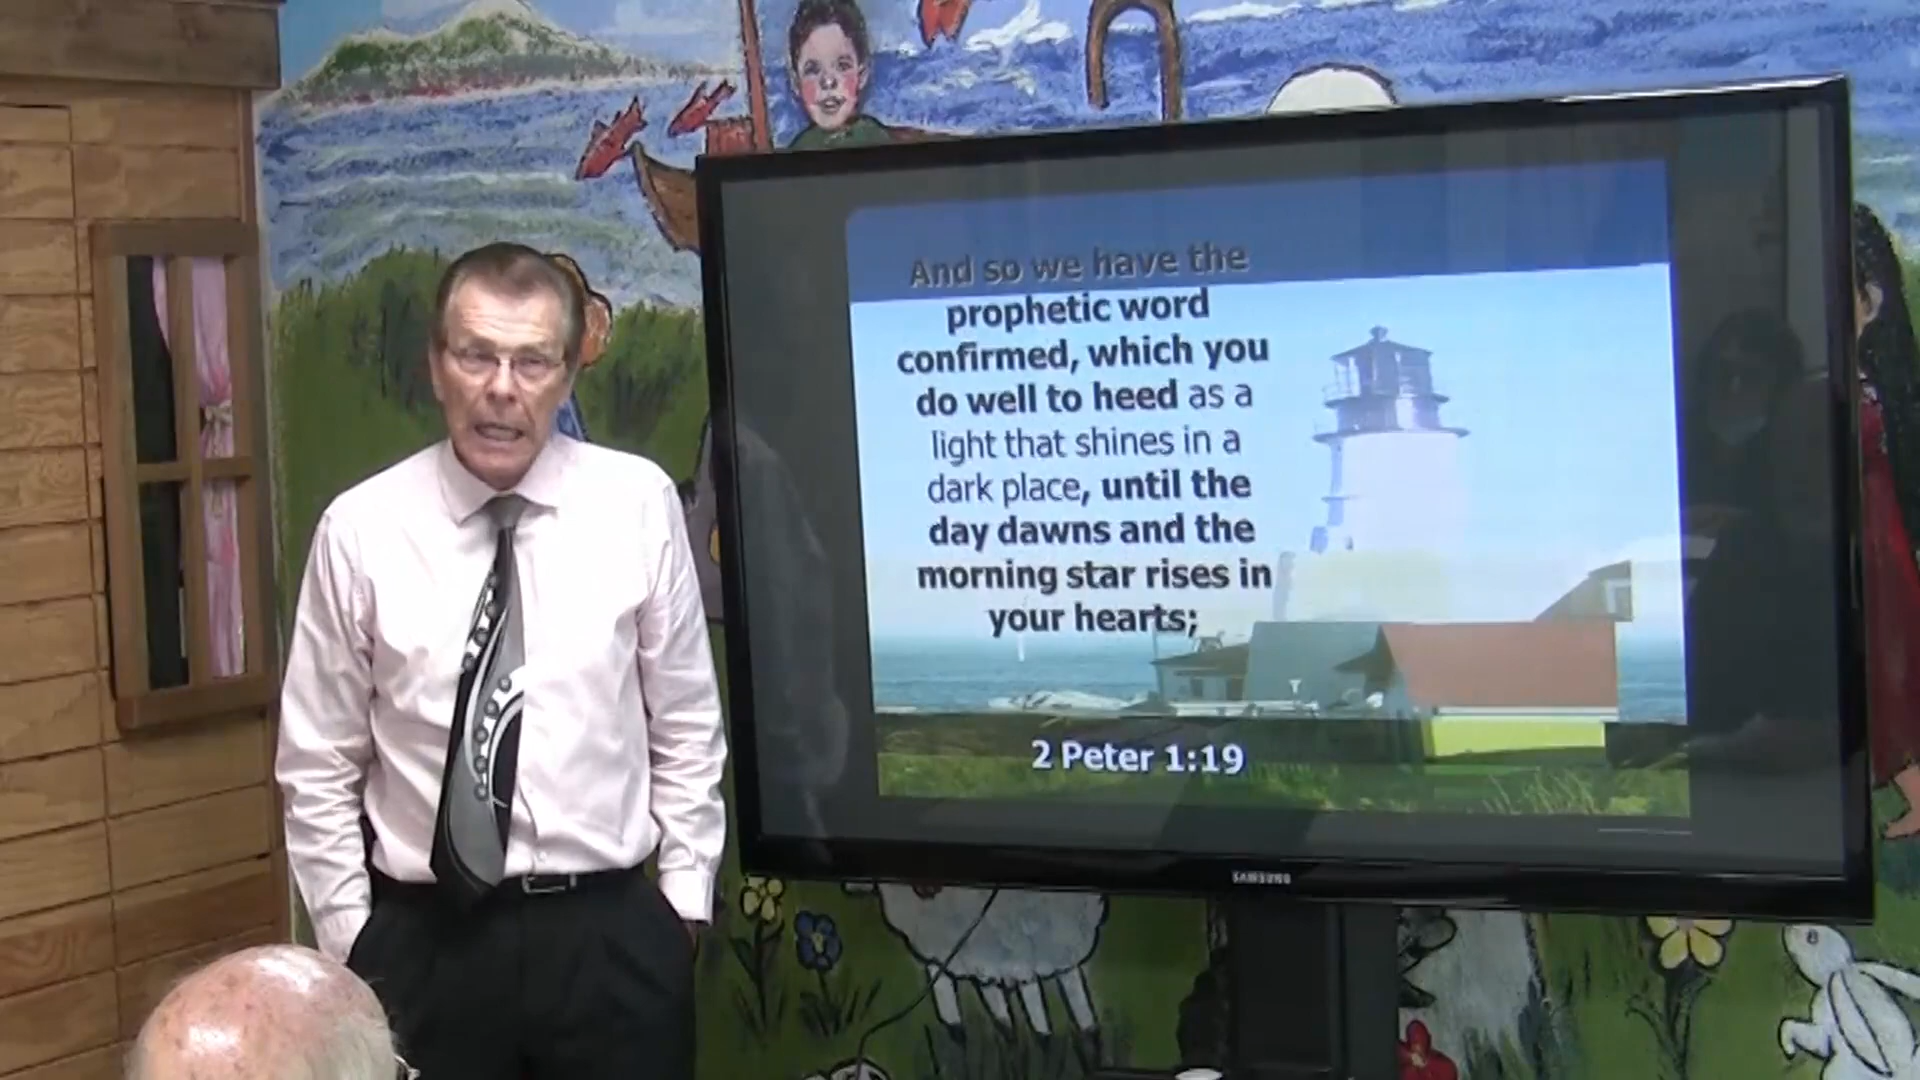 And so we have the
prophetic word
confirmed, which you
do well to heed as a
light that shines in a
dark place, until the
day dawns and the
morning star rises in
your hearts;
2 Peter 1:19
SAMSUNG